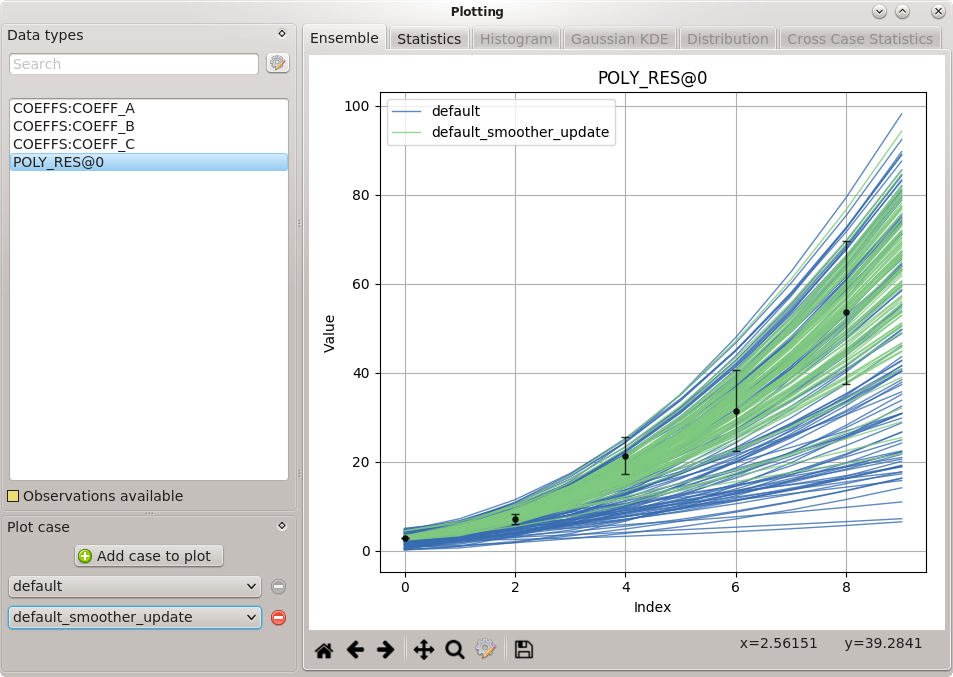 Plotting
Data types
Search
COEFFS:COEFF_A
COEFFS:COEFF_B
COEFFS:COEFF_C
POLY_RES@0
Observations available
Plot case
Add case to plot
default
default_smoother_update
Ensemble Statistics Histogram Gaussian KDE Distribution Cross Case Statistics
POLY_RES@0
default
default_smoother_update
100
80
60
40
20
0
Value
0 2 4 6 8
Index
x=2.56151 y=39.2841